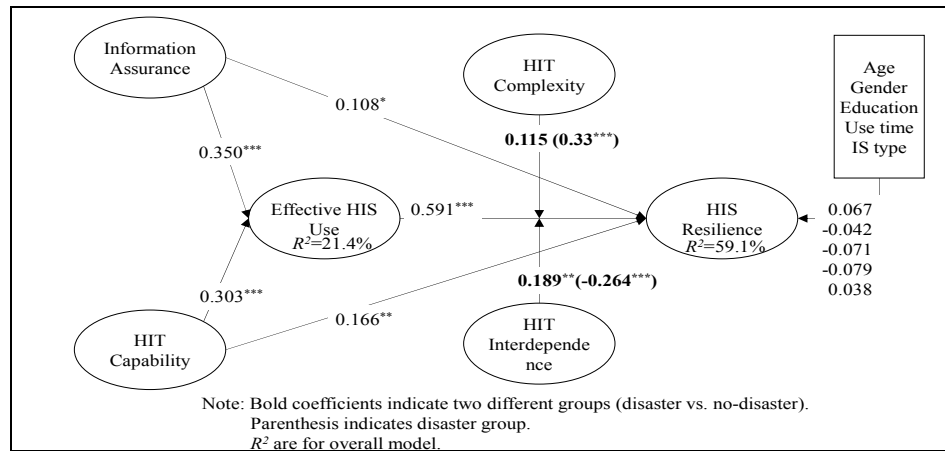 Information
Assurance
HIT
Complexity
Age
Gender
Education
Use time
IS type
0.108*
0.115 (0.33***)
0.350***
Effective HIS
Use
R²=21.4%
0.591***
HIS
Resilience
R²=59.1%
0.067
-0.042
-0.071
-0.079
0.038
0.303***
0.189**(-0.264***)
0.166**
HIT
Capability
HIT
Interdepende
nce
Note: Bold coefficients indicate two different groups (disaster vs. no-disaster).
Parenthesis indicates disaster group.
R² are for overall model.